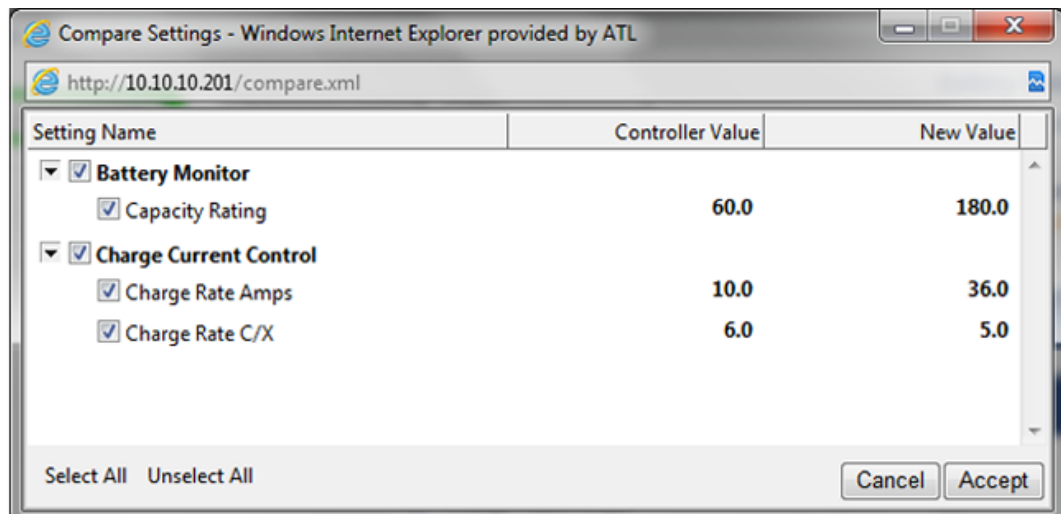 Compare Settings - Windows Internet Explorer provided by ATL
http://10.10.10.201/compare.xml
Setting Name Controller Value New Value
Battery Monitor
Capacity Rating 60.0 180.0
Charge Current Control
Charge Rate Amps 10.0 36.0
Charge Rate C/X 6.0 5.0
Select All Unselect All Cancel Accept